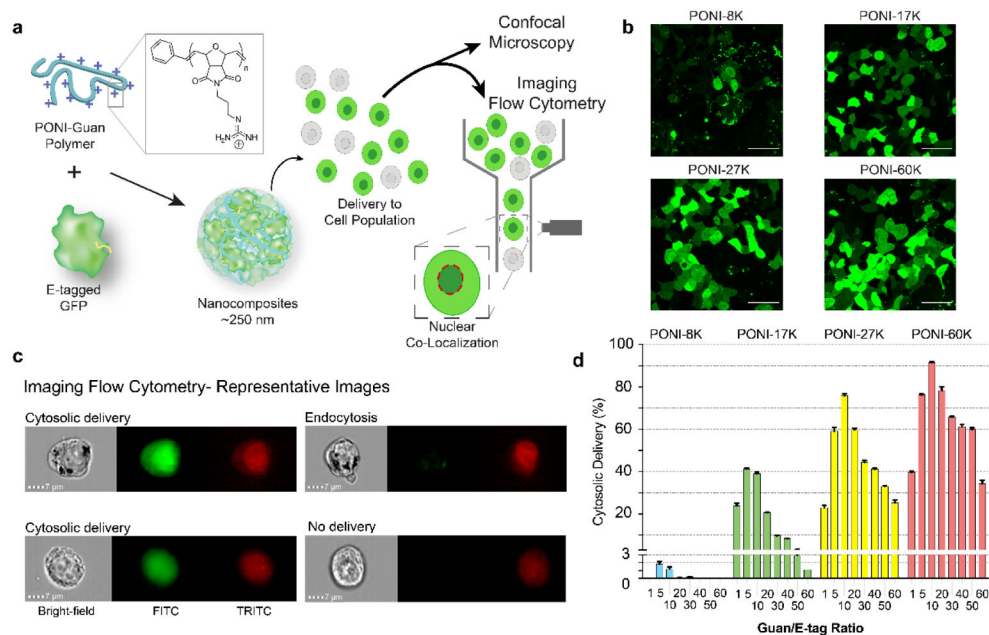 a
PONI-Guan
Polymer
+
E-tagged
GFP
O
n
O
N
O
N
H₂N
NH
Nanocomposites
~250 nm
Delivery to
Cell Population
Confocal
Microscopy
Imaging
Flow Cytometry
Nuclear
Co-Localization
b
PONI-8K
PONI-17K
PONI-27K
PONI-60K
c
Imaging Flow Cytometry- Representative Images
Cytosolic delivery
7 µm
Endocytosis
7 µm
Cytosolic delivery
7 µm
No delivery
7 µm
Bright-field
FITC
TRITC
d
PONI-8K
PONI-17K
PONI-27K
PONI-60K
Cytosolic Delivery (%)
100
80
60
40
20
3
0
1 5 20 40 60
10 30 50
1 5 20 40 60
10 30 50
1 5 20 40 60
10 30 50
1 5 20 40 60
10 30 50
Guan/E-tag Ratio